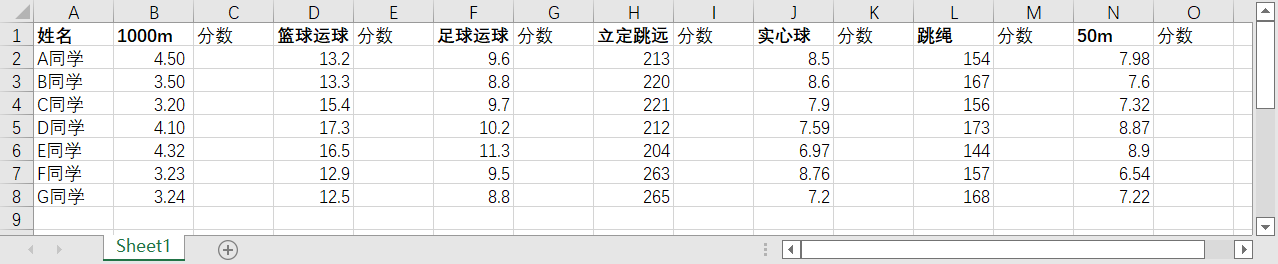 A B C D E F G H I J K L M N O
1 姓名 1000m 分数 篮球运球 分数 足球运球 分数 立定跳远 分数 实心球 分数 跳绳 分数 50m 分数
2 A同学 4.50 13.2 9.6 213 8.5 154 7.98
3 B同学 3.50 13.3 8.8 220 8.6 167 7.6
4 C同学 3.20 15.4 9.7 221 7.9 156 7.32
5 D同学 4.10 17.3 10.2 212 7.59 173 8.87
6 E同学 4.32 16.5 11.3 204 6.97 144 8.9
7 F同学 3.23 12.9 9.5 263 8.76 157 6.54
8 G同学 3.24 12.5 8.8 265 7.2 168 7.22
9
Sheet1